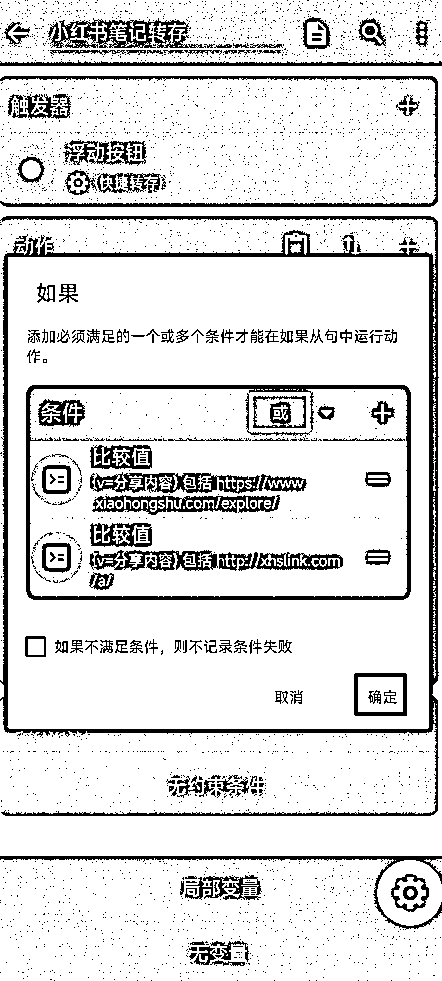 小红书笔记转存
触发器
浮动按钮
(快捷转存)
动作
如果
添加必须满足的一个或多个条件才能在如果从句中运行动
作。
条件
或
比较值
{v=分享内容} 包括 https://www
.xiaohongshu.com/explore/
比较值
{v=分享内容} 包括 http://xhslink.com
/a/
如果不满足条件，则不记录条件失败
取消
确定
无约束条件
局部变量
无变量